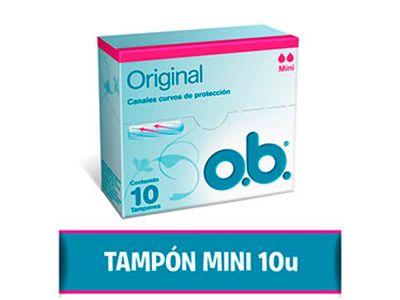 Original
Mini
Canales curvos de protección
Contenido
10
Tampones
o.b.
TAMPÓN MINI 10u